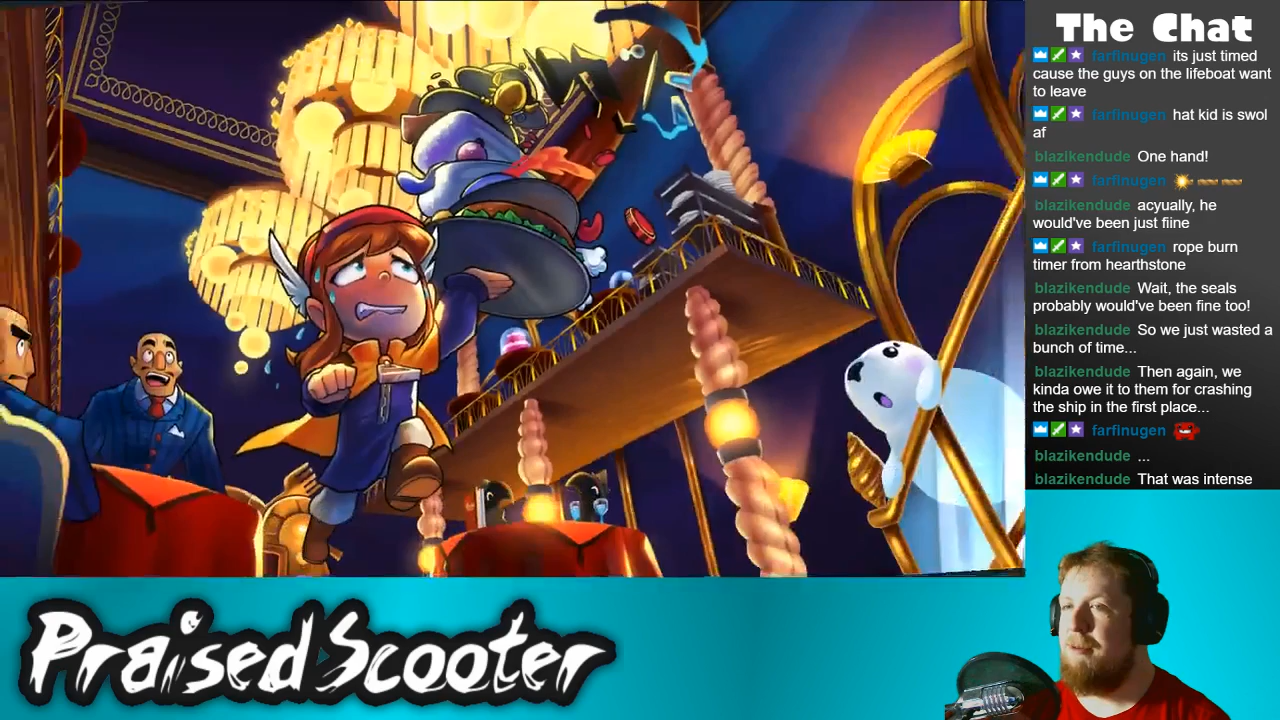 The Chat
farfinugen its just timed
cause the guys on the lifeboat want
to leave
farfinugen hat kid is swol
af
blazikendude One hand!
farfinugen
blazikendude acyually, he
would've been just fiine
farfinugen rope burn
timer from hearthstone
blazikendude Wait, the seals
probably would've been fine too!
blazikendude So we just wasted a
bunch of time...
blazikendude Then again, we
kinda owe it to them for crashing
the ship in the first place...
farfinugen
blazikendude ...
blazikendude That was intense
PraisedScooter